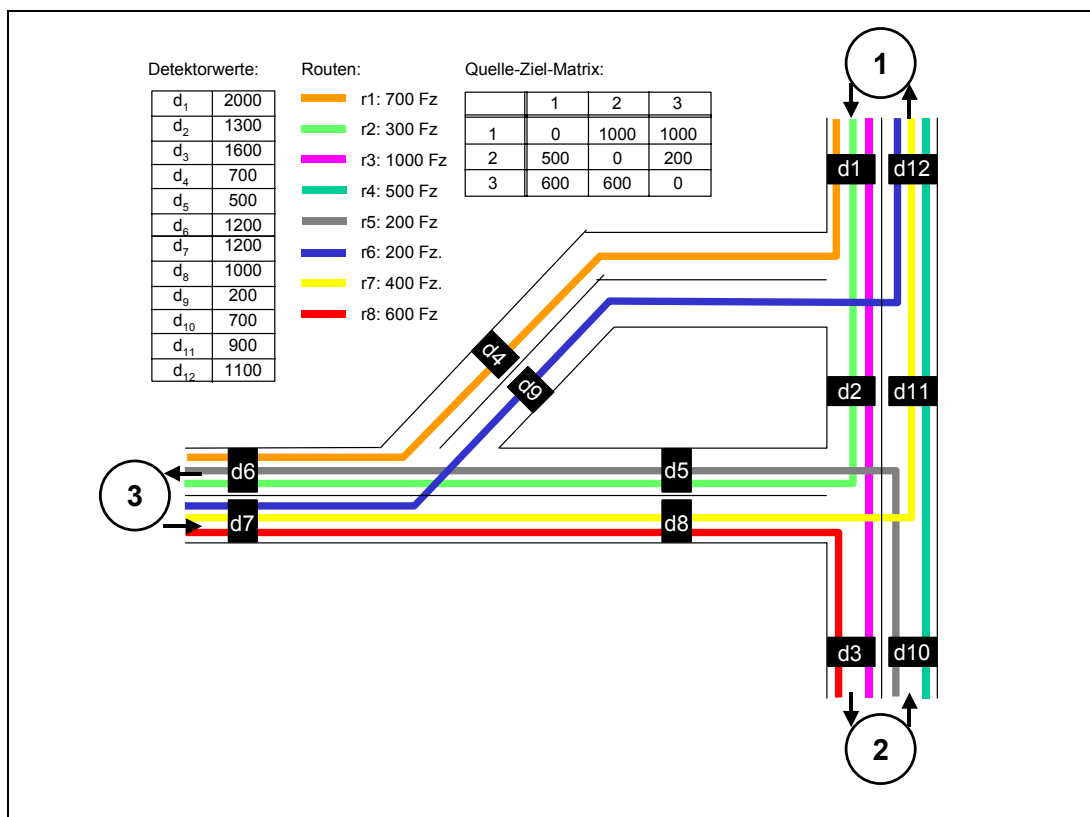 Detektorwerte:
d1 2000
d2 1300
d3 1600
d4 700
d5 500
d6 1200
d7 1200
d8 1000
d9 200
d10 700
d11 900
d12 1100
Routen:
r1: 700 Fz
r2: 300 Fz
r3: 1000 Fz
r4: 500 Fz
r5: 200 Fz
r6: 200 Fz.
r7: 400 Fz.
r8: 600 Fz
Quelle-Ziel-Matrix:
1 2 3
1 0 1000 1000
2 500 0 200
3 600 600 0
1
d1 d12
d4
d9
d2 d11
d6 d5
3
d7 d8
d3 d10
2